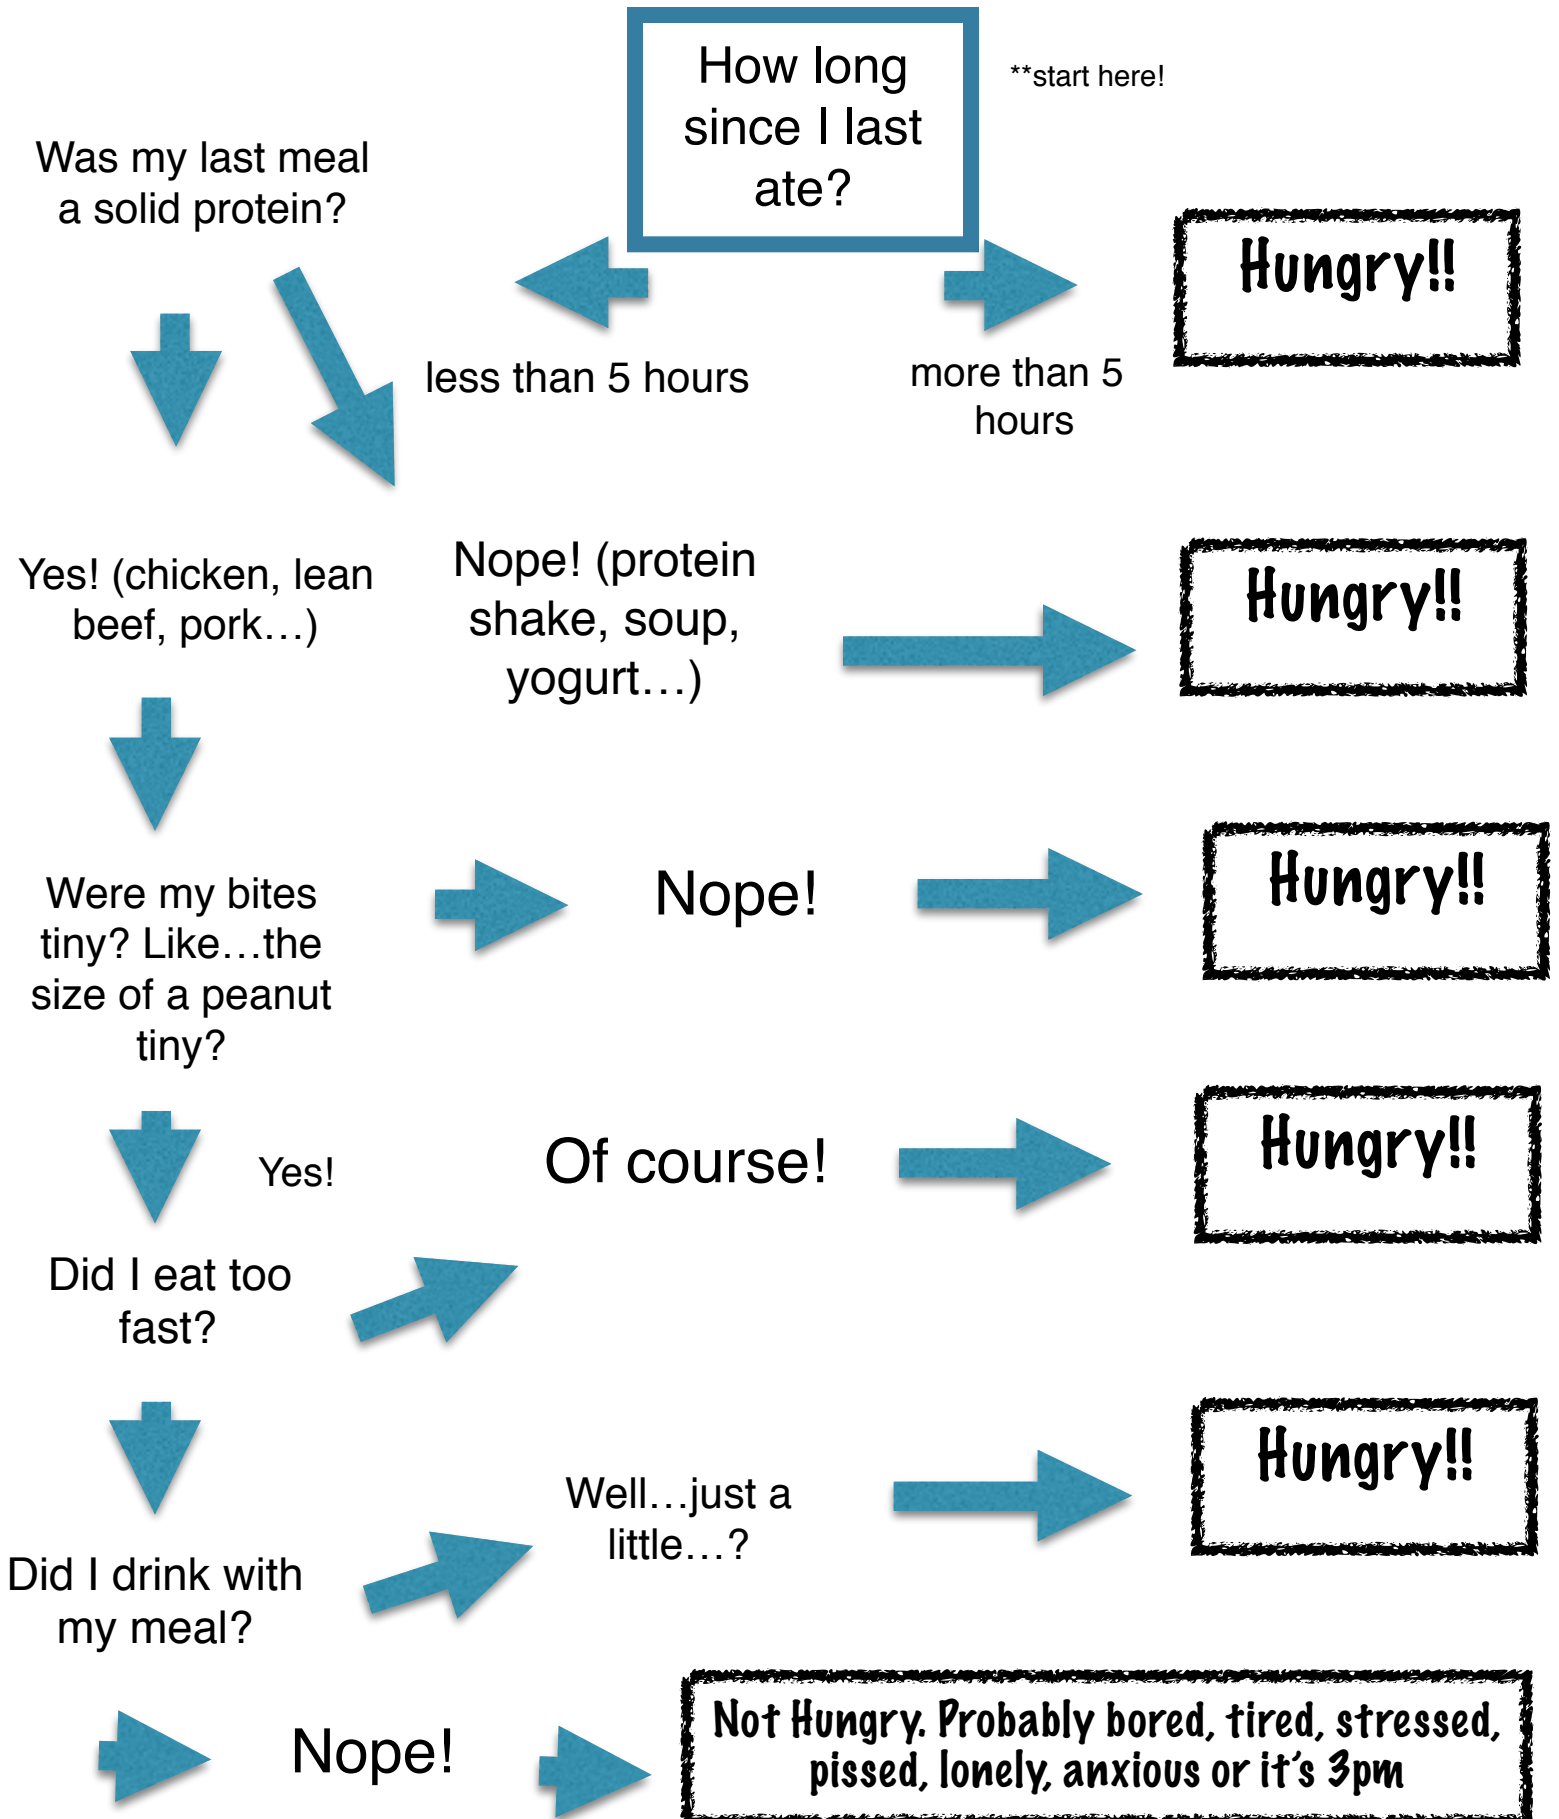 How long
since I last
ate?
**start here!
Was my last meal
a solid protein?
Hungry!!
less than 5 hours
more than 5
hours
Yes! (chicken, lean
beef, pork…)
Nope! (protein
shake, soup,
yogurt…)
Hungry!!
Were my bites
tiny? Like…the
size of a peanut
tiny?
Nope!
Hungry!!
Yes!
Of course!
Hungry!!
Did I eat too
fast?
Well…just a
little…?
Hungry!!
Did I drink with
my meal?
Nope!
Not Hungry. Probably bored, tired, stressed,
pissed, lonely, anxious or it's 3pm